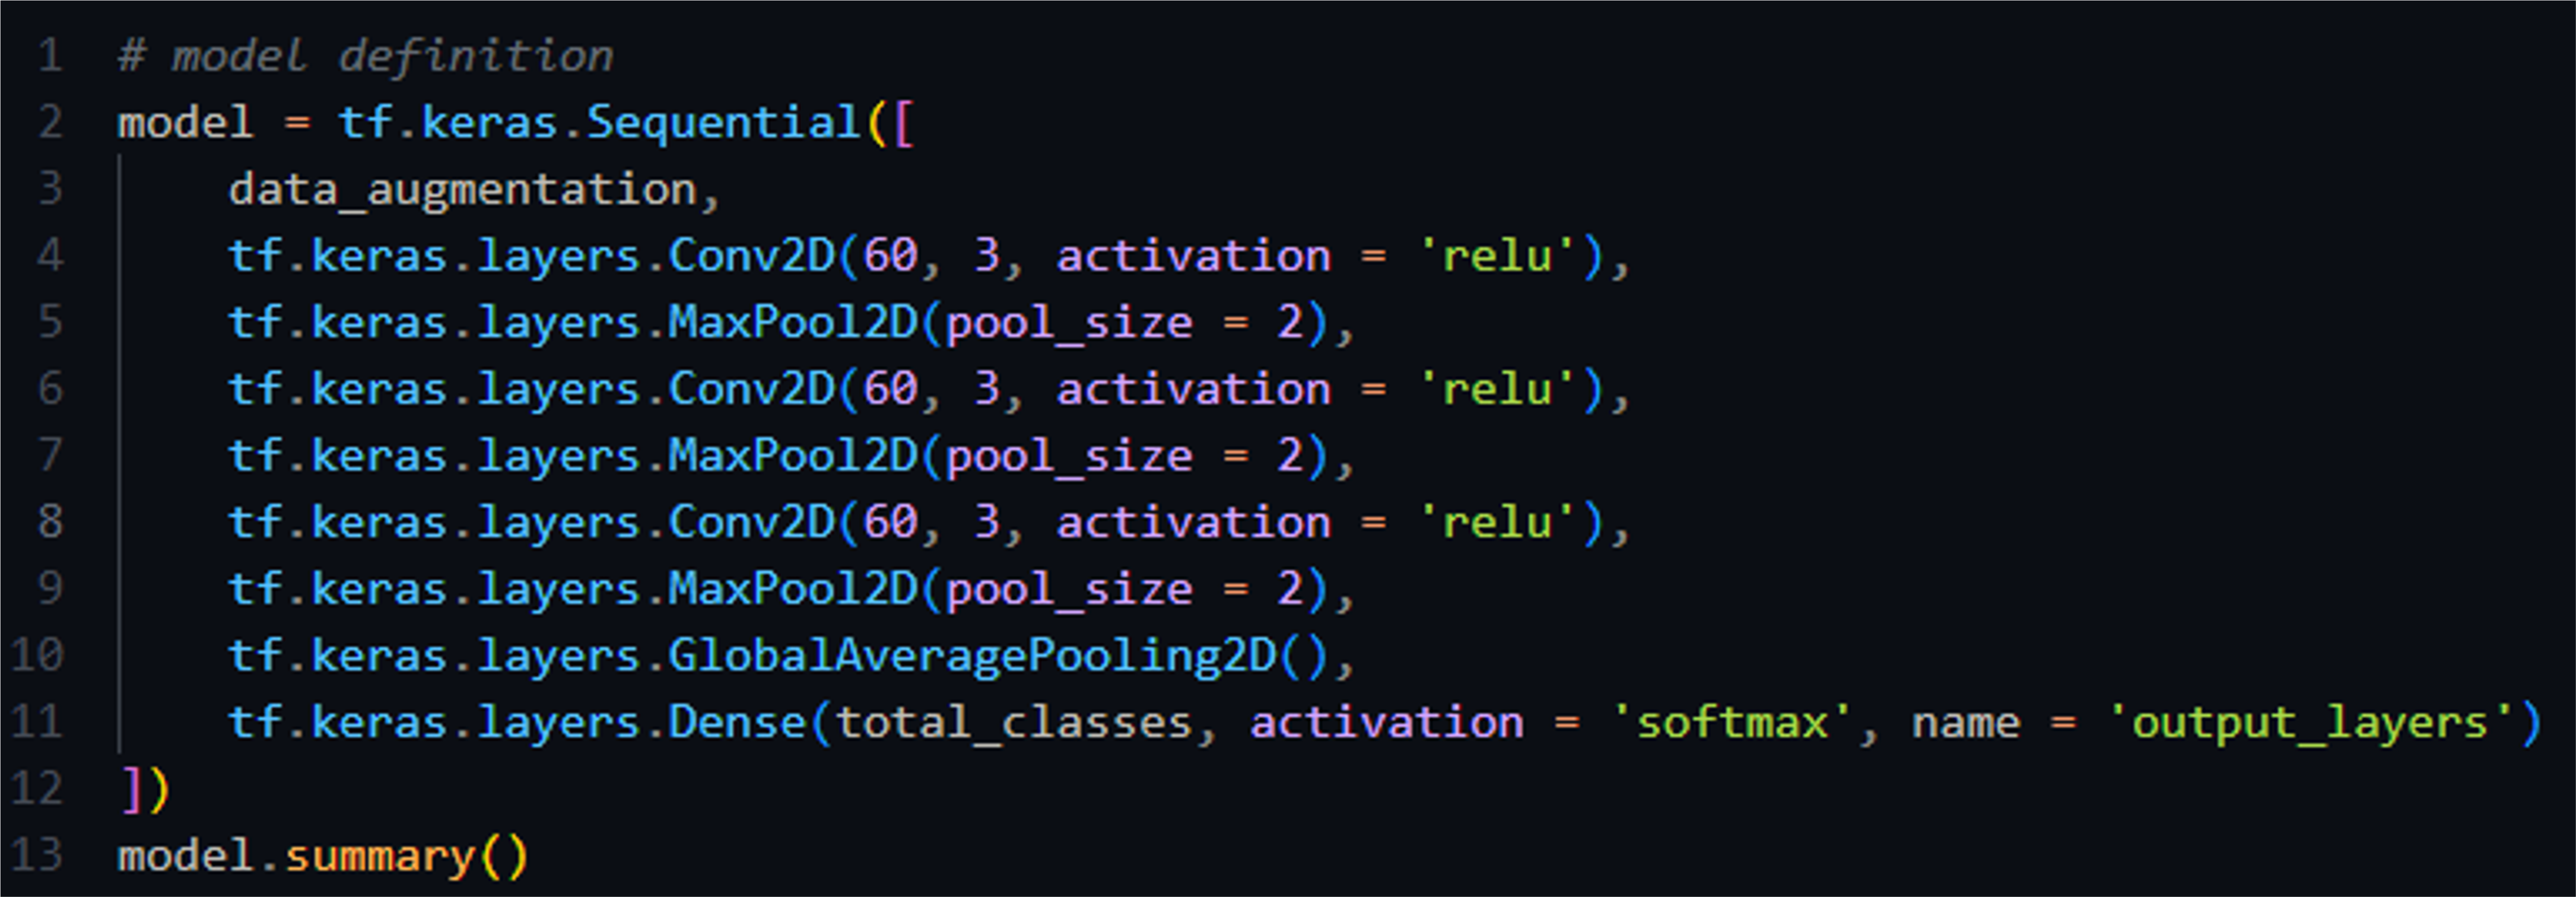 1 # model definition
2 model = tf.keras.Sequential([
3     data_augmentation,
4     tf.keras.layers.Conv2D(60, 3, activation = 'relu'),
5     tf.keras.layers.MaxPool2D(pool_size = 2),
6     tf.keras.layers.Conv2D(60, 3, activation = 'relu'),
7     tf.keras.layers.MaxPool2D(pool_size = 2),
8     tf.keras.layers.Conv2D(60, 3, activation = 'relu'),
9     tf.keras.layers.MaxPool2D(pool_size = 2),
10     tf.keras.layers.GlobalAveragePooling2D(),
11     tf.keras.layers.Dense(total_classes, activation = 'softmax', name = 'output_layers')
12 ])
13 model.summary()